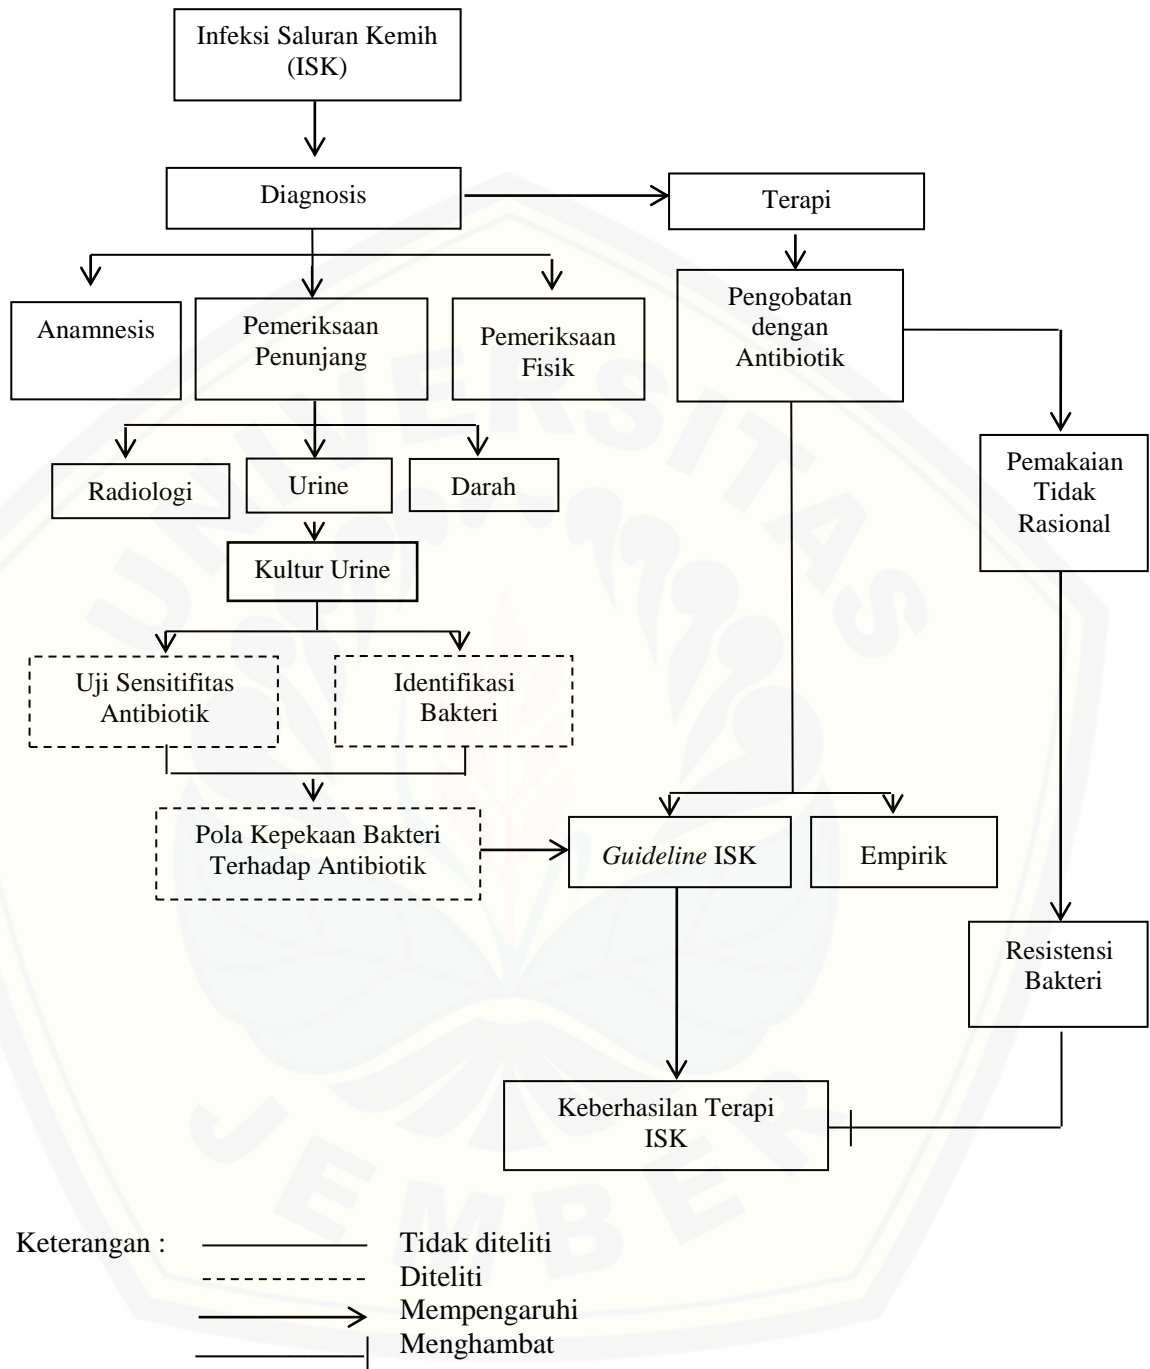 Infeksi Saluran Kemih
(ISK)
Diagnosis
Terapi
Anamnesis
Pemeriksaan
Penunjang
Pemeriksaan
Fisik
Pengobatan
dengan
Antibiotik
Radiologi
Urine
Darah
Pemakaian
Tidak
Rasional
Kultur Urine
Uji Sensitifitas
Antibiotik
Identifikasi
Bakteri
Pola Kepekaan Bakteri
Terhadap Antibiotik
Guideline ISK
Empirik
Resistensi
Bakteri
Keberhasilan Terapi
ISK
Keterangan :
Tidak diteliti
Diteliti
Mempengaruhi
Menghambat
UNIVERSITAS
JEMBER